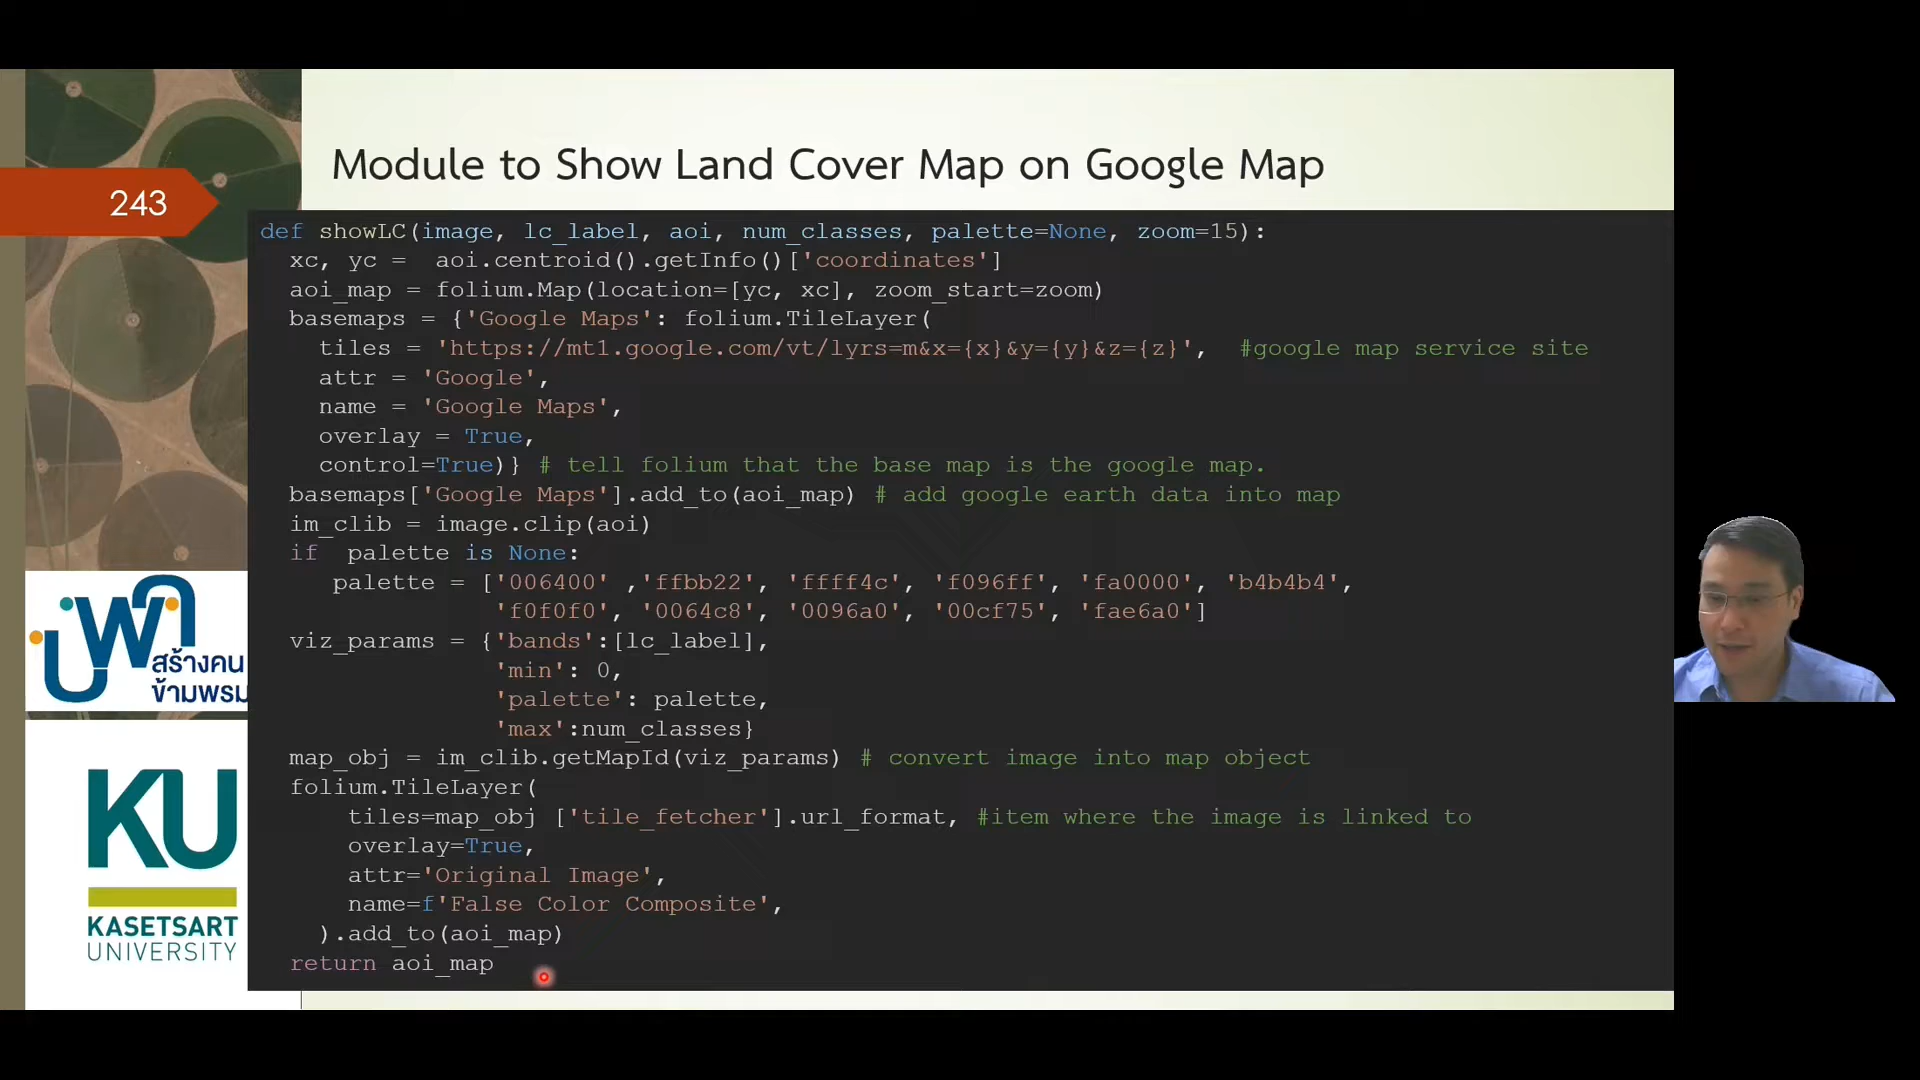 243
Module to Show Land Cover Map on Google Map
def showLC(image, lc_label, aoi, num_classes, palette=None, zoom=15):
xc, yc = aoi.centroid().getInfo()['coordinates']
aoi_map = folium.Map(location=[yc, xc], zoom_start=zoom)
basemaps = {'Google Maps': folium.TileLayer(
tiles = 'https://mt1.google.com/vt/lyrs=m&x={x}&y={y}&z={z}', #google map service site
attr = 'Google',
name = 'Google Maps',
overlay = True,
control=True)} # tell folium that the base map is the google map.
basemaps['Google Maps'].add_to(aoi_map) # add google earth data into map
im_clib = image.clip(aoi)
if palette is None:
palette = ['006400' ,'ffbb22', 'ffff4c', 'f096ff', 'fa0000', 'b4b4b4',
'f0f0f0', '0064c8', '0096a0', '00cf75', 'fae6a0']
viz_params = {'bands':[lc_label],
'min': 0,
'palette': palette,
'max':num_classes}
map_obj = im_clib.getMapId(viz_params) # convert image into map object
folium.TileLayer(
tiles=map_obj ['tile_fetcher'].url_format, #item where the image is linked to
overlay=True,
attr='Original Image',
name=f'False Color Composite',
).add_to(aoi_map)
return aoi_map
สร้างคน
ข้ามพรม
KU
KASETSART
UNIVERSITY